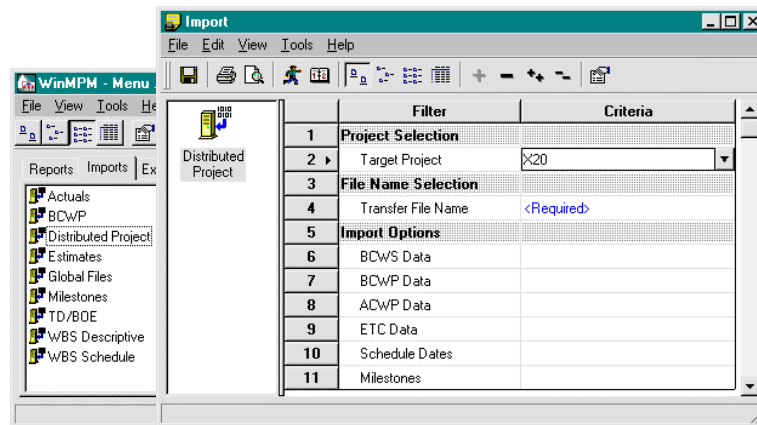 Import
File Edit View Tools Help
WinMPM - Menu
File View Tools He
Reports Imports Ex
Actuals
BCWP
Distributed Project
Estimates
Global Files
Milestones
TD/BOE
WBS Descriptive
WBS Schedule
Distributed
Project
Filter Criteria
1 Project Selection
2 Target Project X20
3 File Name Selection
4 Transfer File Name <Required>
5 Import Options
6 BCWS Data
7 BCWP Data
8 ACWP Data
9 ETC Data
10 Schedule Dates
11 Milestones